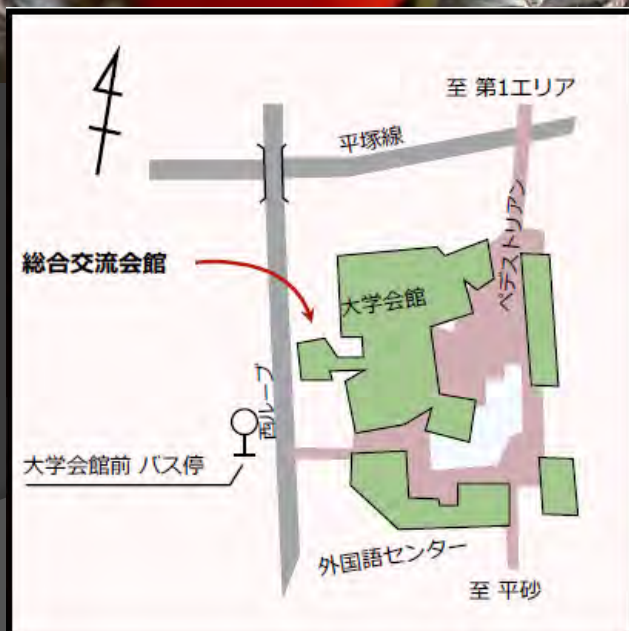 至 第1エリア
平塚線
ペデストリアン
総合交流会館
大学会館
西ループ
大学会館前 バス停
外国語センター
至 平砂